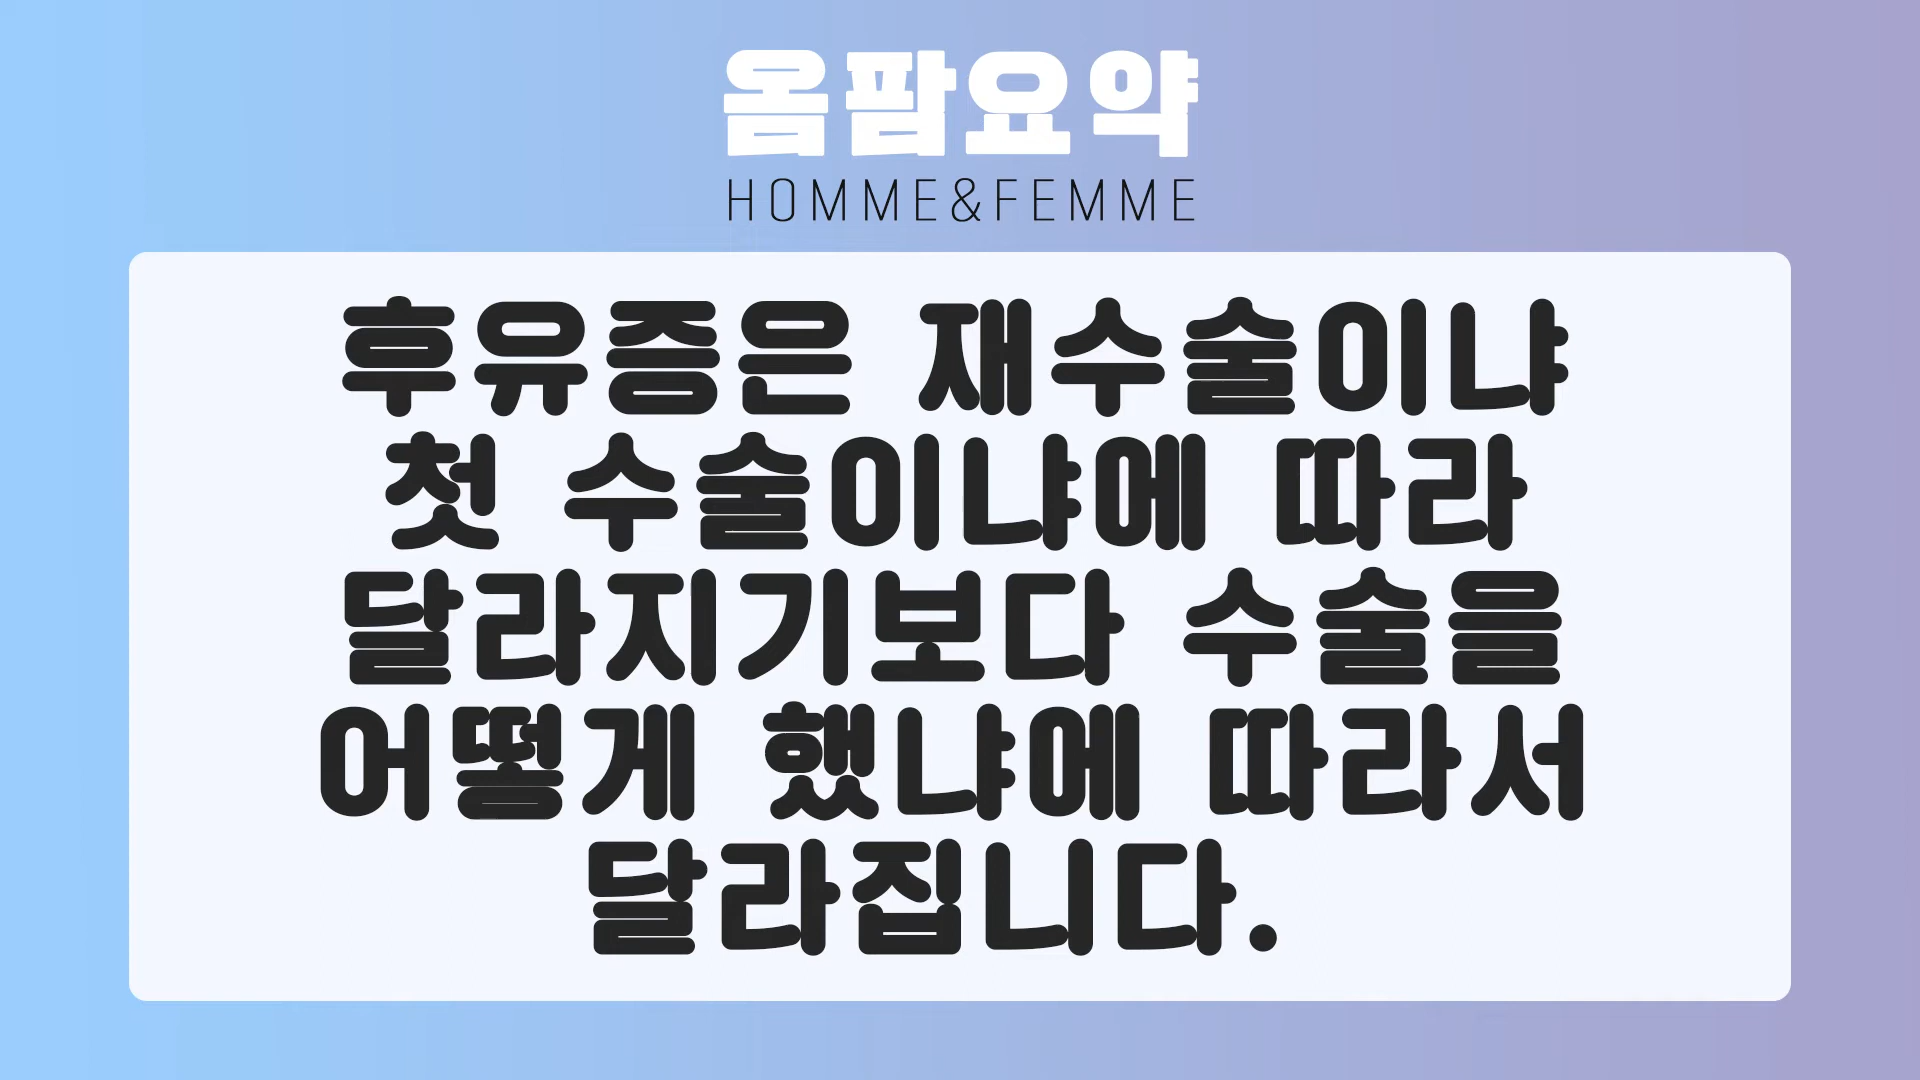 옴팜요약
HOMME&FEMME
후유증은 재수술이냐
첫 수술이냐에 따라
달라지기보다 수술을
어떻게 했냐에 따라서
달라집니다.